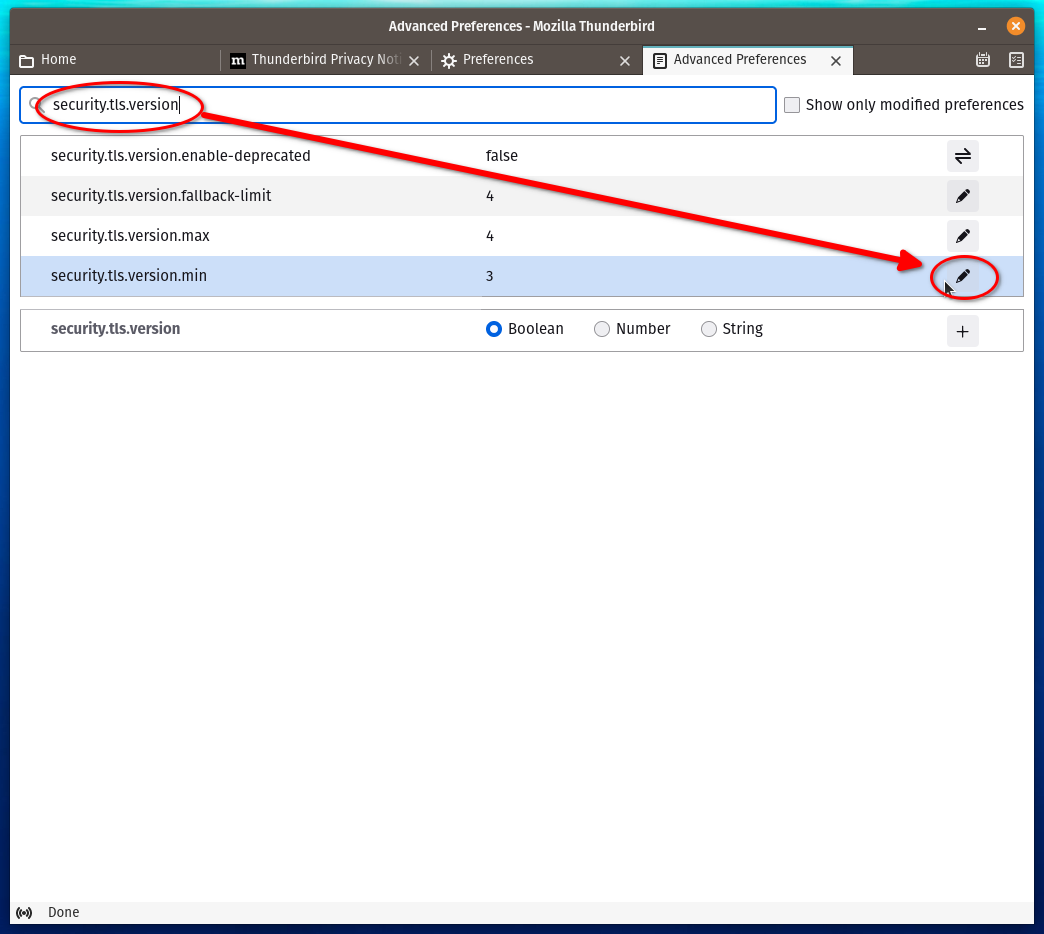 Advanced Preferences - Mozilla Thunderbird
Home
m Thunderbird Privacy Noti
Preferences
Advanced Preferences
security.tls.version
Show only modified preferences
security.tls.version.enable-deprecated false
security.tls.version.fallback-limit 4
security.tls.version.max 4
security.tls.version.min 3
security.tls.version Boolean Number String
Done